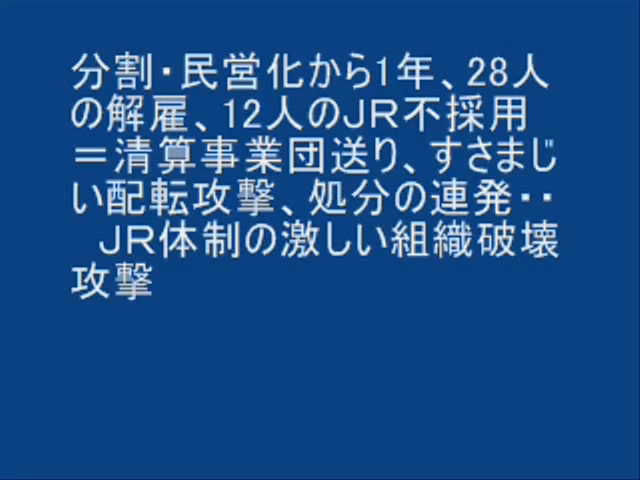 分割・民営化から1年、28人
の解雇、12人のＪＲ不採用
＝清算事業団送り、すさまじ
い配転攻撃、処分の連発・・
　ＪＲ体制の激しい組織破壊
攻撃